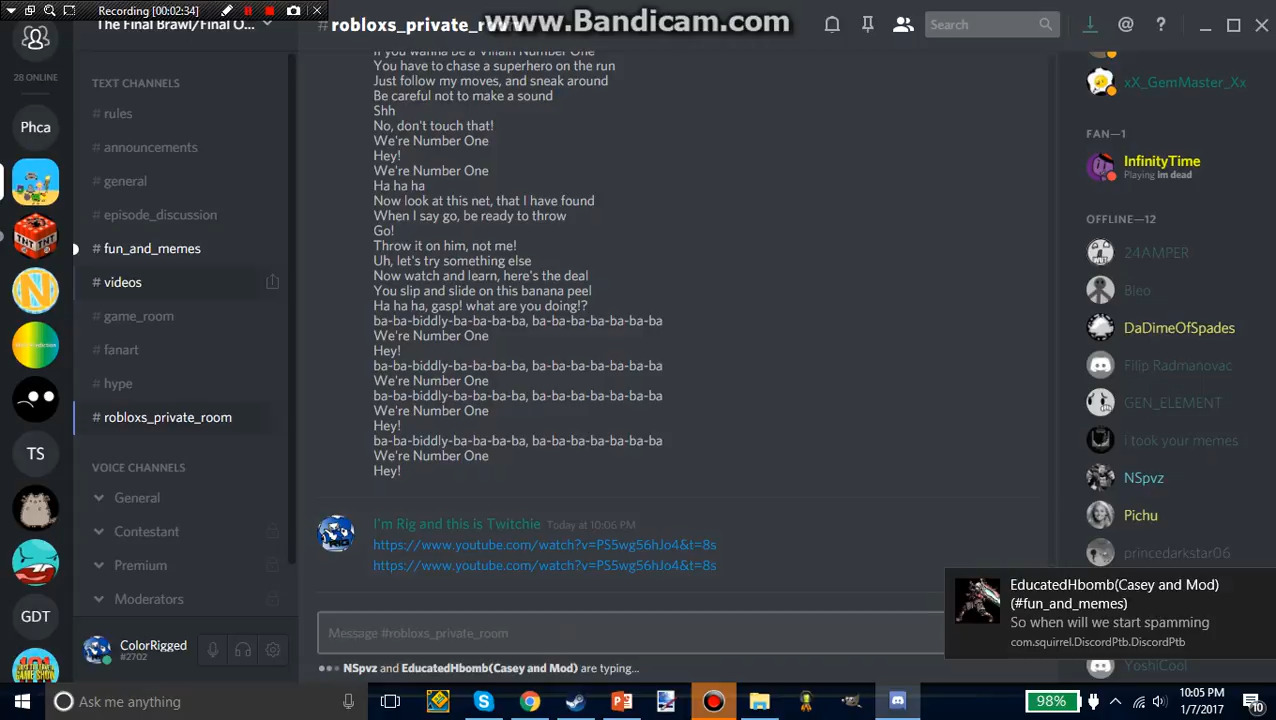 Recording [00:02:34]
www.Bandicam.com
The Final Brawl/Final O...
# robloxs_private_ro
Search
28 ONLINE
Phca
TS
GDT
TEXT CHANNELS
# rules
# announcements
# general
# episode_discussion
# fun_and_memes
# videos
# game_room
# fanart
# hype
# robloxs_private_room
VOICE CHANNELS
General
Contestant
Premium
Moderators
ColorRigged
#2702
If you wanna be a Villain Number One
You have to chase a superhero on the run
Just follow my moves, and sneak around
Be careful not to make a sound
Shh
No, don't touch that!
We're Number One
Hey!
We're Number One
Ha ha ha
Now look at this net, that I have found
When I say go, be ready to throw
Go!
Throw it on him, not me!
Uh, let's try something else
Now watch and learn, here's the deal
You slip and slide on this banana peel
Ha ha ha, gasp! what are you doing!?
ba-ba-biddly-ba-ba-ba-ba, ba-ba-ba-ba-ba-ba-ba
We're Number One
Hey!
ba-ba-biddly-ba-ba-ba-ba, ba-ba-ba-ba-ba-ba-ba
We're Number One
ba-ba-biddly-ba-ba-ba-ba, ba-ba-ba-ba-ba-ba-ba
We're Number One
Hey!
ba-ba-biddly-ba-ba-ba-ba, ba-ba-ba-ba-ba-ba-ba
We're Number One
Hey!
I'm Rig and this is Twitchie Today at 10:06 PM
https://www.youtube.com/watch?v=PS5wg56hJo4&t=8s
https://www.youtube.com/watch?v=PS5wg56hJo4&t=8s
Message #robloxs_private_room
NSpvz and EducatedHbomb(Casey and Mod) are typing...
xX_GemMaster_Xx
FAN—1
InfinityTime
Playing im dead
OFFLINE—12
24AMPER
Bleo
DaDimeOfSpades
Filip Radmanovac
GEN_ELEMENT
i took your memes
NSpvz
Pichu
princedarkstar06
EducatedHbomb(Casey and Mod)
(#fun_and_memes)
So when will we start spamming
com.squirrel.DiscordPtb.DiscordPtb
YoshiCool
Ask me anything
98%
10:05 PM
1/7/2017
10